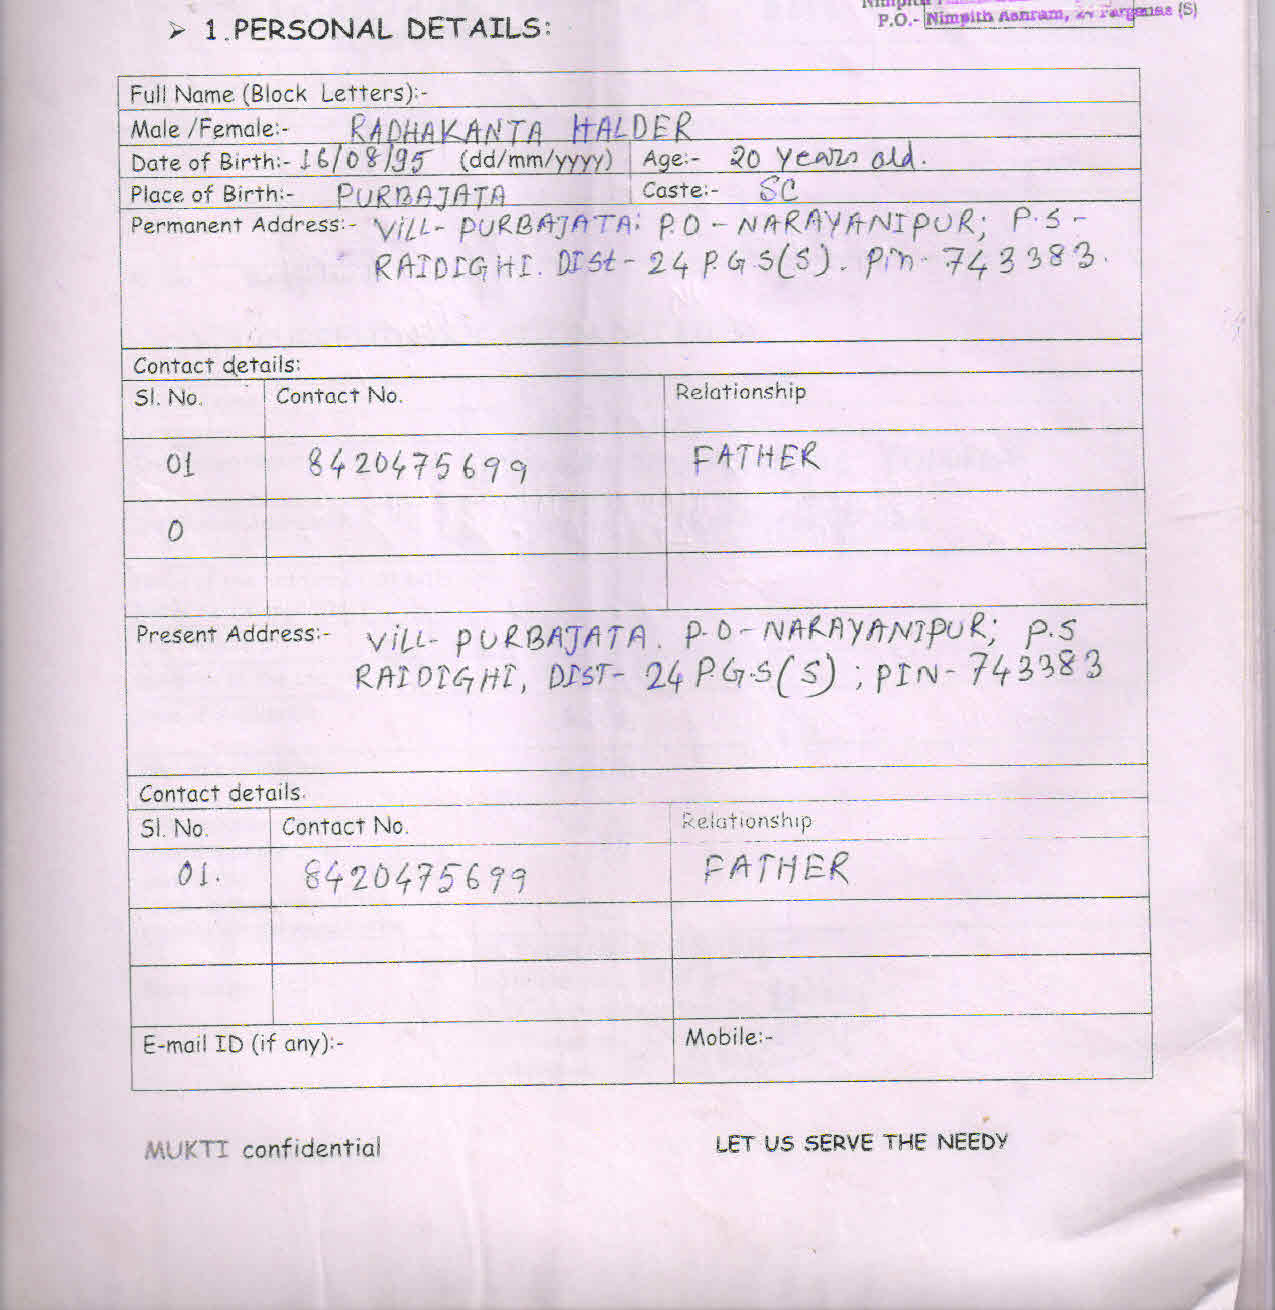 P.O.- Nimpith Ashram, 24 Parganas (S)
➢ 1.PERSONAL DETAILS:
Full Name (Block Letters):-
Male /Female:- RADHAKANTA HALDER
Date of Birth:- 16/08/95 (dd/mm/yyyy) Age:- 20 Years old.
Place of Birth:- PURBAJATA Caste:- SC
Permanent Address:- VILL- PURBAJATA; P.O - NARAYANIPUR; P.S -
RAIDIGHI. DISt - 24 P.G.S(S). Pin- 743383.
Contact details:
Sl. No. Contact No. Relationship
01 8420475699 FATHER
0
Present Address:- VILL- PURBAJATA. P.O - NARAYANIPUR; P.S
RAIDIGHI, DIST- 24 P.G.S(S) ; PIN- 743383
Contact details.
Sl. No. Contact No. Relationship
01. 8420475699 FATHER
E-mail ID (if any):- Mobile:-
MUKTI confidential LET US SERVE THE NEEDY